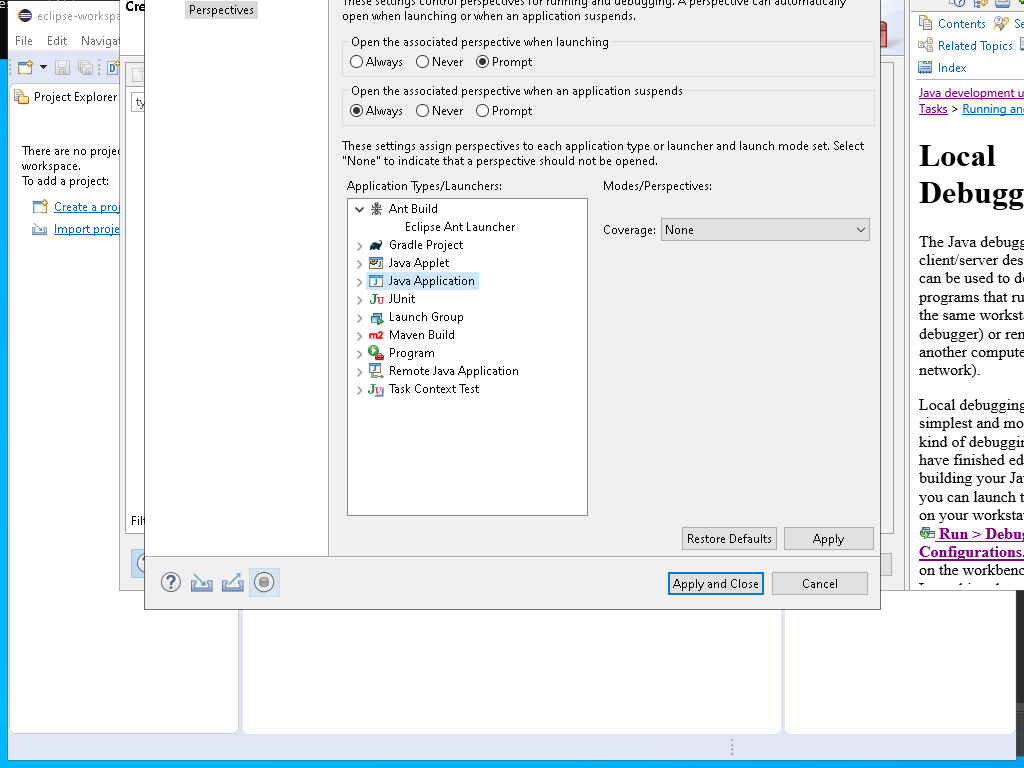 eclipse-workspa
File Edit Navigat
Project Explorer
There are no projec
workspace.
To add a project:
Create a proj
Import proje
Cre
ty
Filt
Perspectives
These settings control perspectives for running and debugging. A perspective can automatically
open when launching or when an application suspends.
Open the associated perspective when launching
Always Never Prompt
Open the associated perspective when an application suspends
Always Never Prompt
These settings assign perspectives to each application type or launcher and launch mode set. Select
"None" to indicate that a perspective should not be opened.
Application Types/Launchers:
Modes/Perspectives:
Ant Build
Eclipse Ant Launcher
Gradle Project
Java Applet
Java Application
JUnit
Launch Group
Maven Build
Program
Remote Java Application
Task Context Test
Coverage: None
Restore Defaults Apply
Apply and Close Cancel
Contents Se
Related Topics
Index
Java development u
Tasks > Running and
Local
Debugg
The Java debugg
client/server des
can be used to de
programs that ru
the same worksta
debugger) or ren
another compute
network).
Local debugging
simplest and mo
kind of debuggin
have finished ed
building your Ja
you can launch t
on your workstat
Run > Debug
Configurations.
on the workbenc